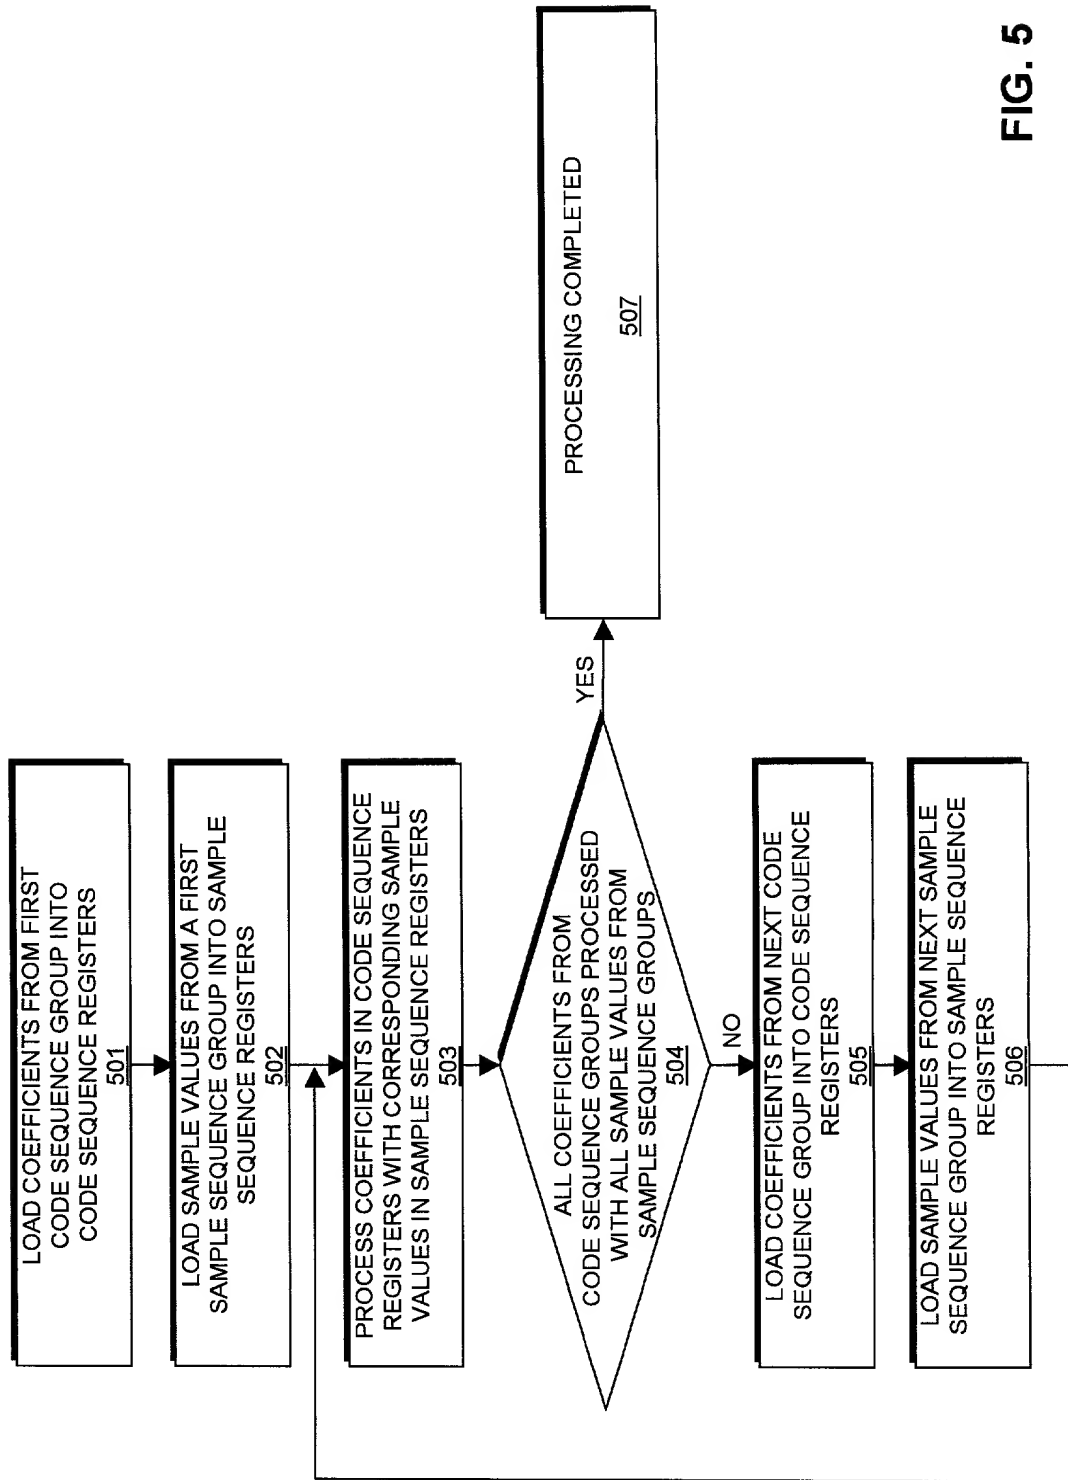 LOAD COEFFICIENTS FROM FIRST
CODE SEQUENCE GROUP INTO
CODE SEQUENCE REGISTERS
501
LOAD SAMPLE VALUES FROM A FIRST
SAMPLE SEQUENCE GROUP INTO SAMPLE
SEQUENCE REGISTERS
502
PROCESS COEFFICIENTS IN CODE SEQUENCE
REGISTERS WITH CORRESPONDING SAMPLE
VALUES IN SAMPLE SEQUENCE REGISTERS
503
ALL COEFFICIENTS FROM
CODE SEQUENCE GROUPS PROCESSED
WITH ALL SAMPLE VALUES FROM
SAMPLE SEQUENCE GROUPS
504
YES
PROCESSING COMPLETED
507
NO
LOAD COEFFICIENTS FROM NEXT CODE
SEQUENCE GROUP INTO CODE SEQUENCE
REGISTERS
505
LOAD SAMPLE VALUES FROM NEXT SAMPLE
SEQUENCE GROUP INTO SAMPLE SEQUENCE
REGISTERS
506
FIG. 5